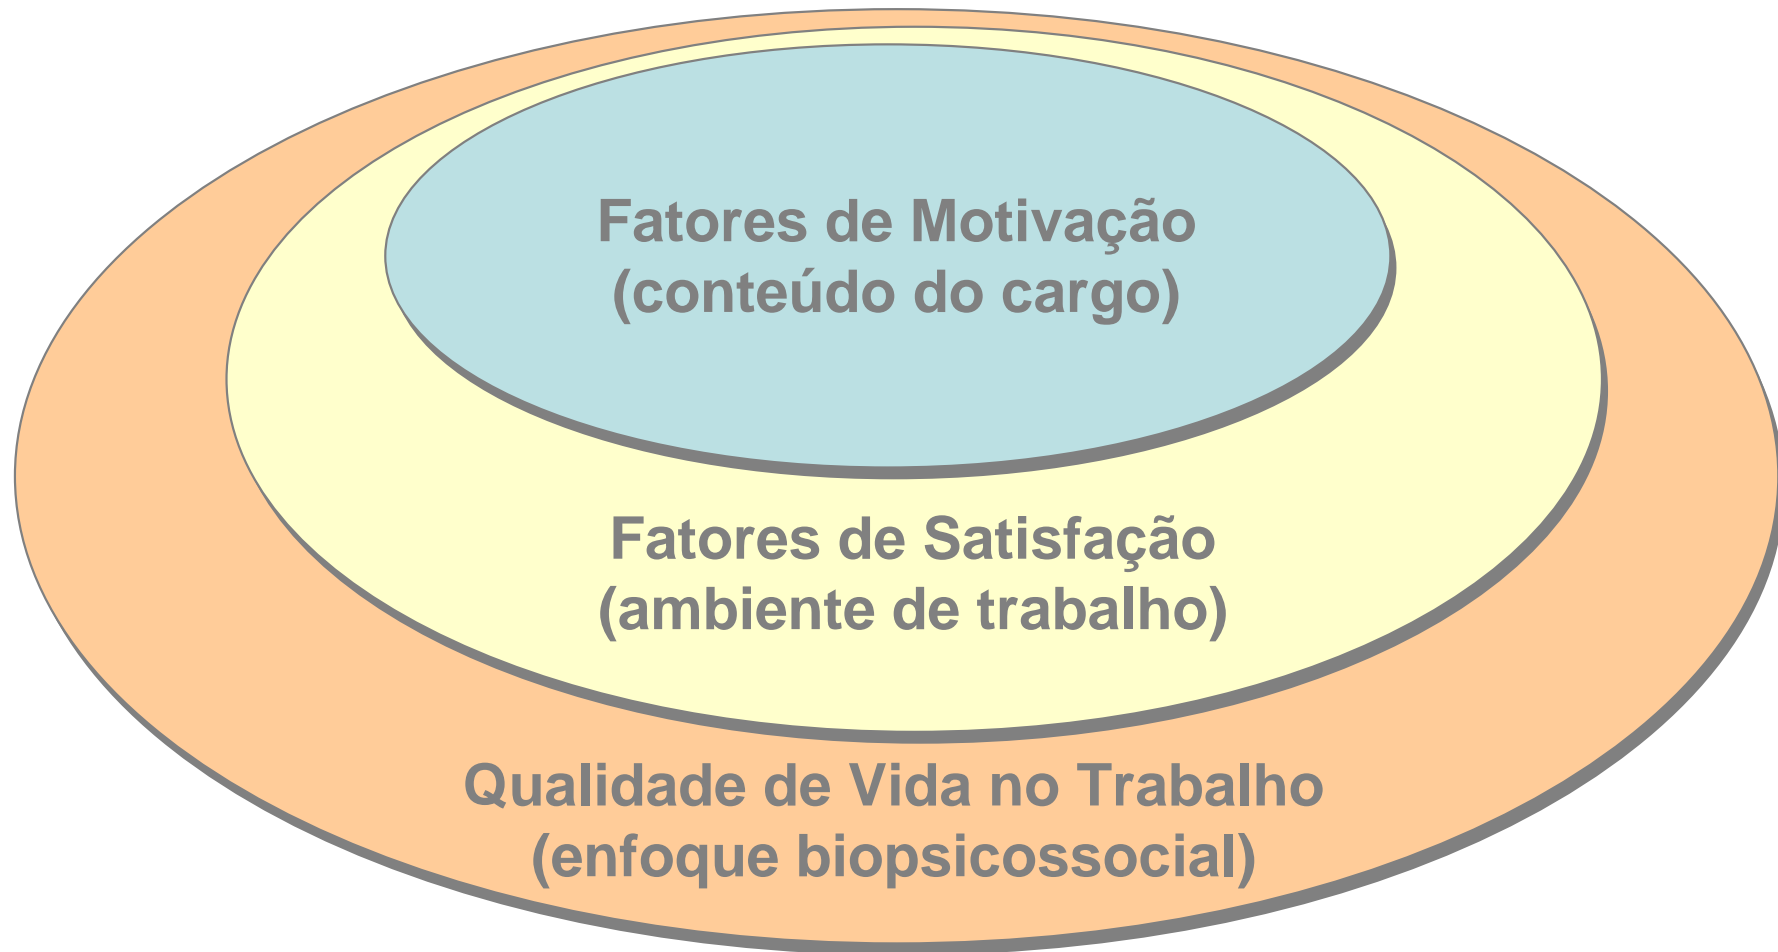 Fatores de Motivação
(conteúdo do cargo)
Fatores de Satisfação
(ambiente de trabalho)
Qualidade de Vida no Trabalho
(enfoque biopsicossocial)